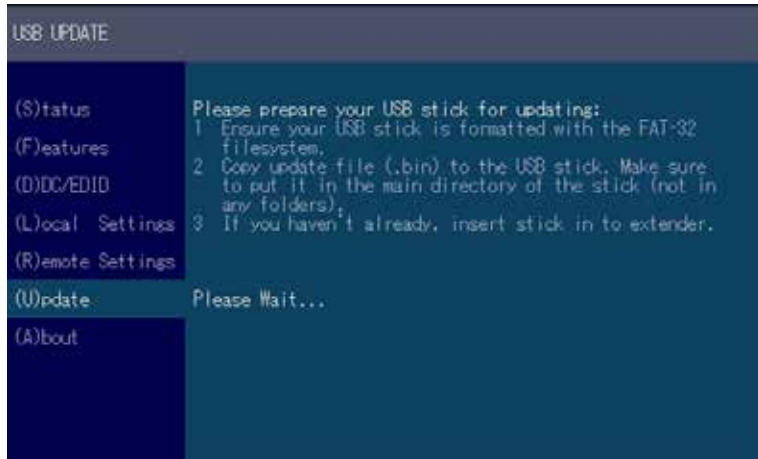 USB UPDATE
(S)tatus
(F)eatures
(D)DC/EDID
(L)ocal Settings
(R)emote Settings
(U)pdate
(A)bout
Please prepare your USB stick for updating:
1 Ensure your USB stick is formatted with the FAT-32
filesystem.
2 Copy update file (.bin) to the USB stick. Make sure
to put it in the main directory of the stick (not in
any folders).
3 If you haven't already, insert stick in to extender.
Please Wait...